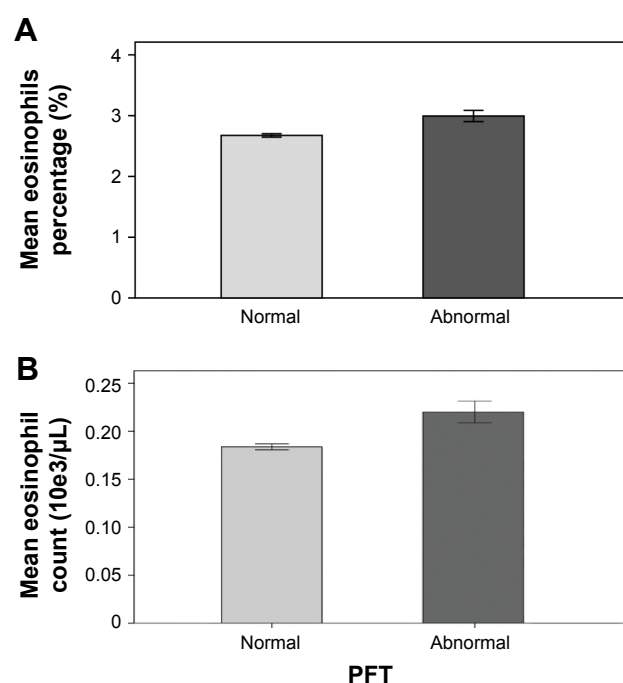 A
Mean eosinophils
percentage (%)
4
3
2
1
0
Normal
Abnormal
B
Mean eosinophil
count (10e3/µL)
0.25
0.20
0.15
0.10
0.05
0
Normal
Abnormal
PFT